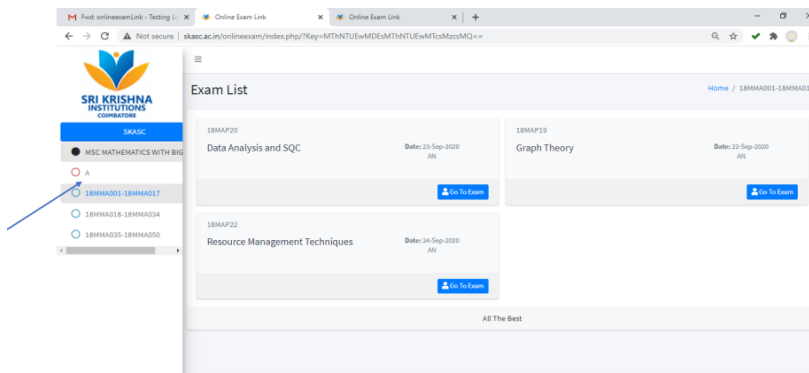 Fwd: onlineexamLink - Testing Li
Online Exam Link
Online Exam Link
Not secure | skasc.ac.in/onlineexam/index.php/?Key=MThNTUEwMDEsMThNTUEwMTcsMzcsMQ==
SRI KRISHNA
INSTITUTIONS
COIMBATORE
SKASC
MSC MATHEMATICS WITH BIG
A
18MMA001-18MMA017
18MMA018-18MMA034
18MMA035-18MMA050
Exam List
Home / 18MMA001-18MMA01
18MAP20
Data Analysis and SQC
Date: 23-Sep-2020
AN
Go To Exam
18MAP19
Graph Theory
Date: 22-Sep-2020
AN
Go To Exam
18MAP22
Resource Management Techniques
Date: 24-Sep-2020
AN
Go To Exam
All The Best